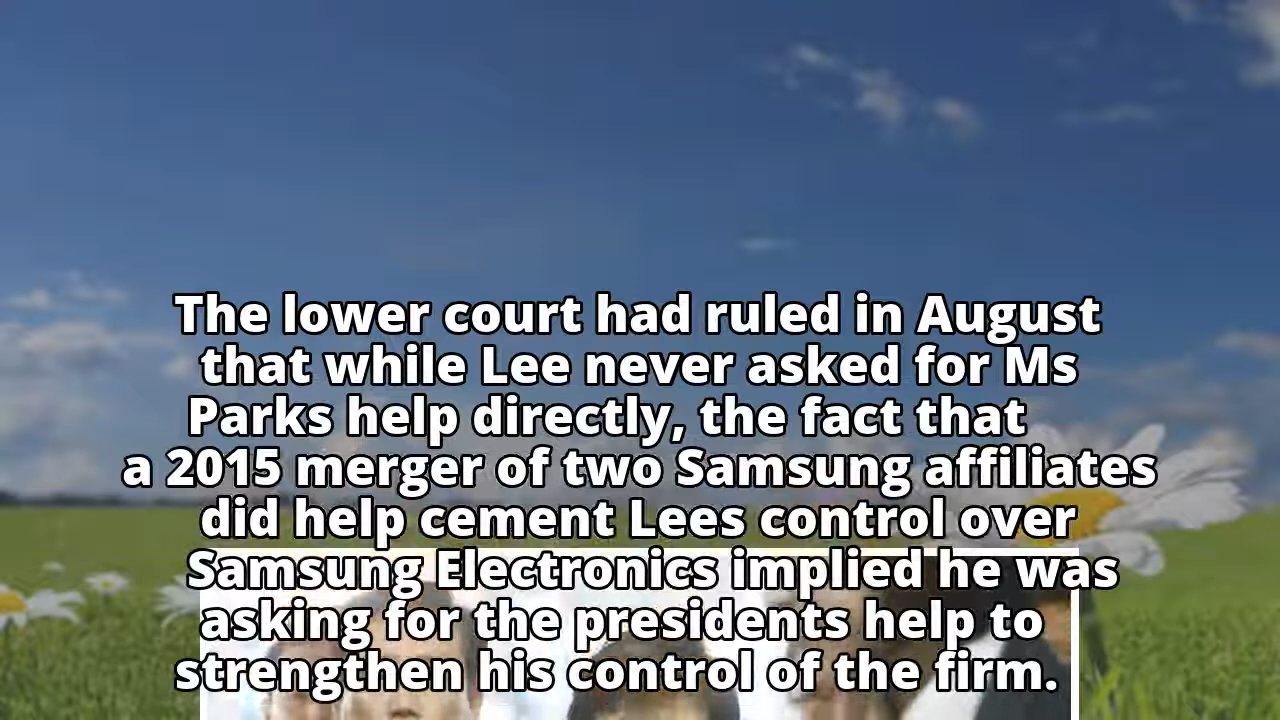 The lower court had ruled in August
that while Lee never asked for Ms
Parks help directly, the fact that
a 2015 merger of two Samsung affiliates
did help cement Lees control over
Samsung Electronics implied he was
asking for the presidents help to
strengthen his control of the firm.